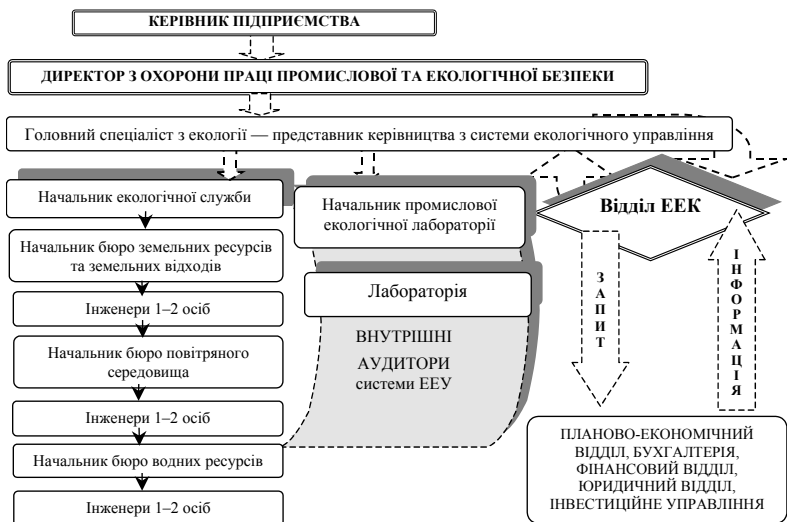 КЕРІВНИК ПІДПРИЄМСТВА
ДИРЕКТОР З ОХОРОНИ ПРАЦІ ПРОМИСЛОВОЇ ТА ЕКОЛОГІЧНОЇ БЕЗПЕКИ
Головний спеціаліст з екології — представник керівництва з системи екологічного управління
Начальник екологічної служби
Начальник бюро земельних ресурсів
та земельних відходів
Інженери 1–2 осіб
Начальник бюро повітряного
середовища
Інженери 1–2 осіб
Начальник бюро водних ресурсів
Інженери 1–2 осіб
Начальник промислової
екологічної лабораторії
Лабораторія
ВНУТРІШНІ
АУДИТОРИ
системи ЕЕУ
Відділ ЕЕК
ЗАПИТ
ІНФОРМАЦІЯ
ПЛАНОВО-ЕКОНОМІЧНИЙ
ВІДДІЛ, БУХГАЛТЕРІЯ,
ФІНАНСОВИЙ ВІДДІЛ,
ЮРИДИЧНИЙ ВІДДІЛ,
ІНВЕСТИЦІЙНЕ УПРАВЛІННЯ